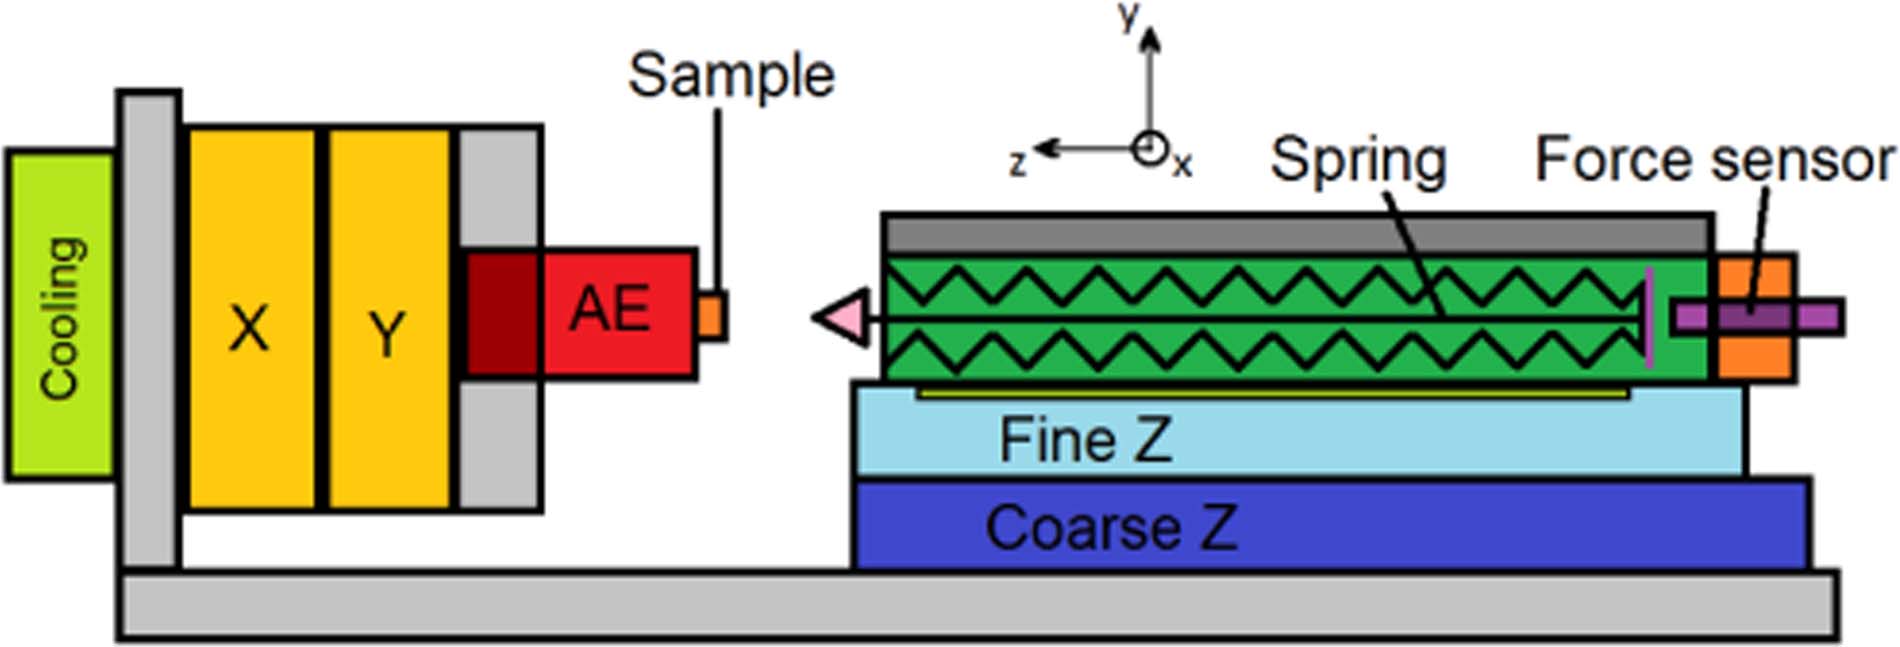 y
Sample
z
x
Spring
Force sensor
Cooling
X
Y
AE
Fine Z
Coarse Z